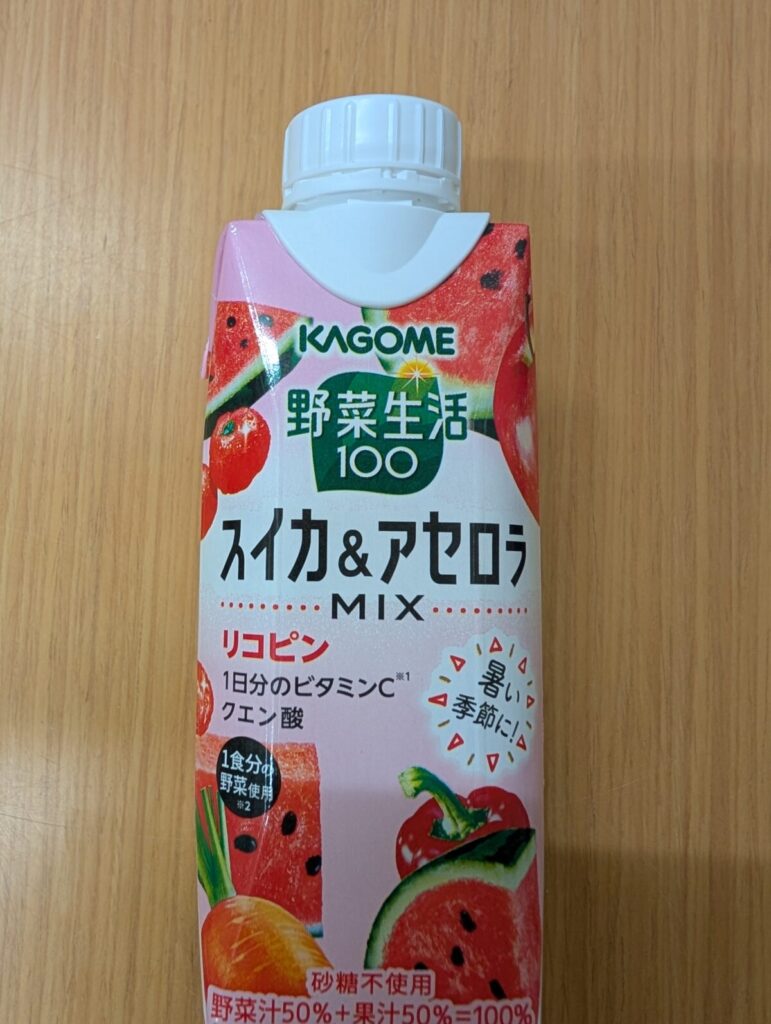 KAGOME
野菜生活
100
スイカ&アセロラ
MIX
リコピン
1日分のビタミンC※1
クエン酸
暑い
季節に!
1食分の
野菜使用
※2
砂糖不使用
野菜汁50%+果汁50%=100%